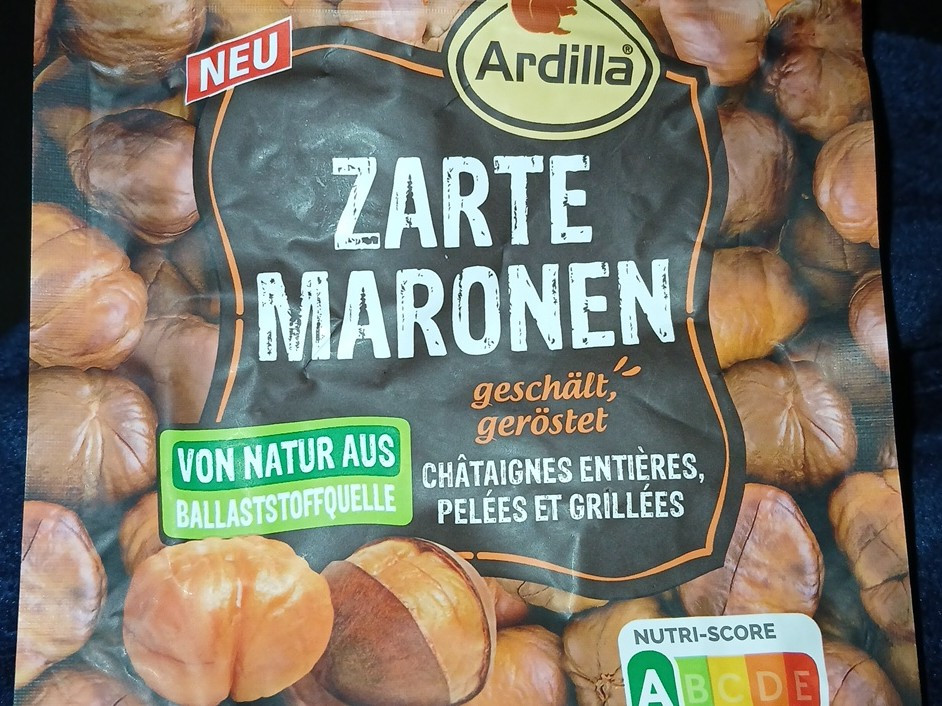 NEU
Ardilla®
ZARTE
MARONEN
geschält,
geröstet
VON NATUR AUS
BALLASTSTOFFQUELLE
CHÂTAIGNES ENTIÈRES,
PELÉES ET GRILLÉES
NUTRI-SCORE
A B C D E